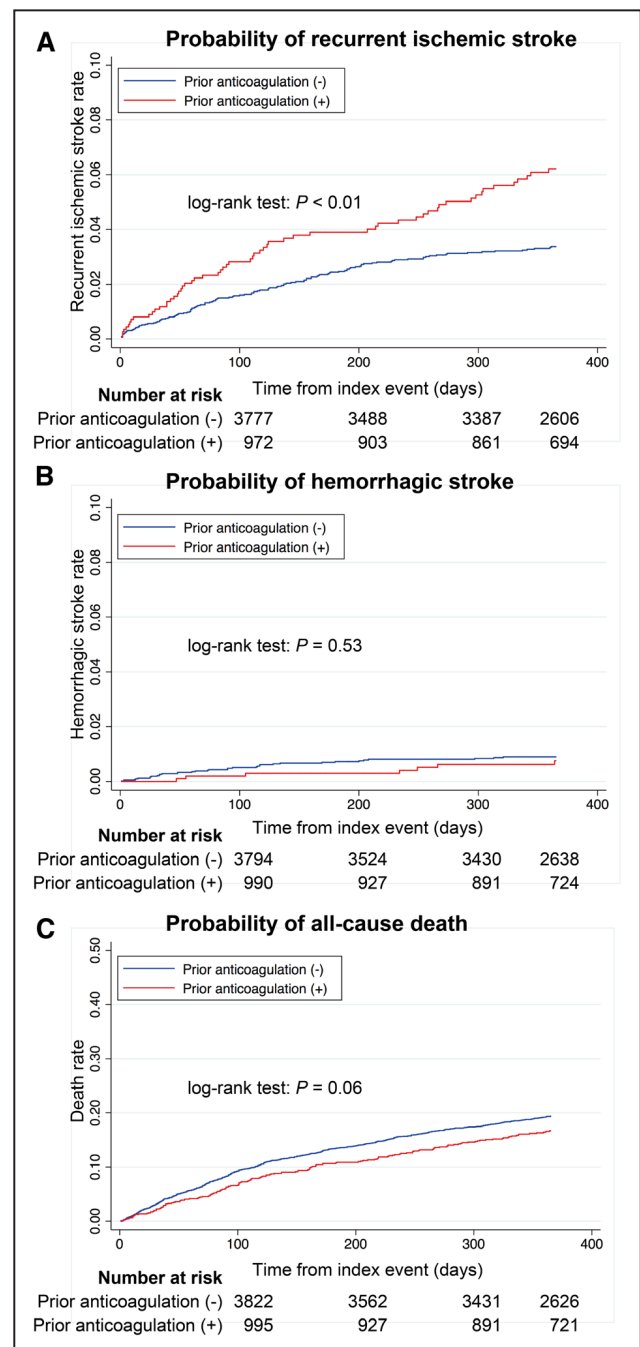 A
Probability of recurrent ischemic stroke
Prior anticoagulation (-)
Prior anticoagulation (+)
log-rank test: P < 0.01
Recurrent ischemic stroke rate
0.10
0.08
0.06
0.04
0.02
0.00
0 100 200 300 400
Time from index event (days)
Number at risk
Prior anticoagulation (-) 3777 3488 3387 2606
Prior anticoagulation (+) 972 903 861 694
B
Probability of hemorrhagic stroke
Prior anticoagulation (-)
Prior anticoagulation (+)
log-rank test: P = 0.53
Hemorrhagic stroke rate
0.10
0.08
0.06
0.04
0.02
0.00
0 100 200 300 400
Time from index event (days)
Number at risk
Prior anticoagulation (-) 3794 3524 3430 2638
Prior anticoagulation (+) 990 927 891 724
C
Probability of all-cause death
Prior anticoagulation (-)
Prior anticoagulation (+)
log-rank test: P = 0.06
Death rate
0.50
0.40
0.30
0.20
0.10
0.00
0 100 200 300 400
Time from index event (days)
Number at risk
Prior anticoagulation (-) 3822 3562 3431 2626
Prior anticoagulation (+) 995 927 891 721